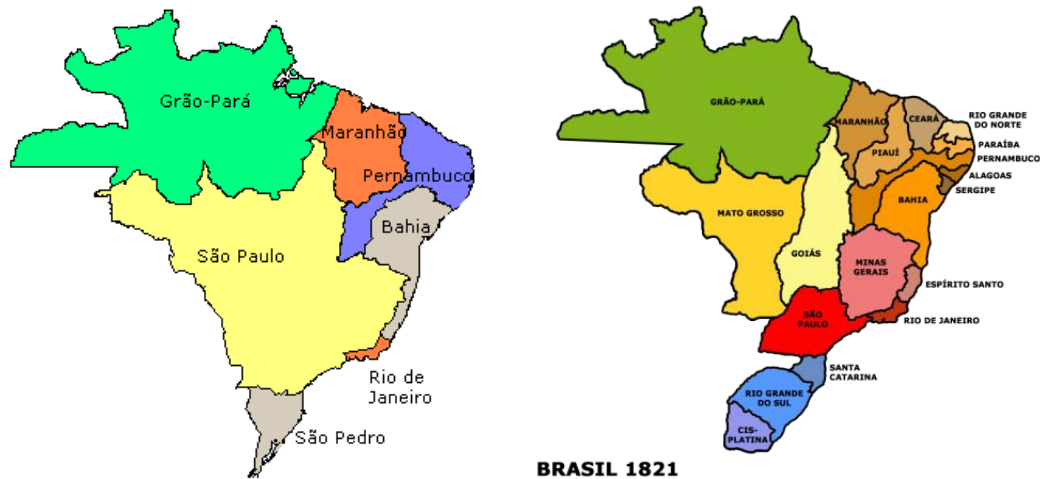 Grão-Pará
Maranhão
Pernambuco
Bahia
São Paulo
Rio de
Janeiro
São Pedro
GRÃO-PARÁ
MARANHÃO
CEARÁ
RIO GRANDE
DO NORTE
PARAÍBA
PIAUÍ
PERNAMBUCO
ALAGOAS
SERGIPE
BAHIA
MATO GROSSO
GOIÁS
MINAS
GERAIS
ESPÍRITO SANTO
SÃO
PAULO
RIO DE JANEIRO
SANTA
CATARINA
RIO GRANDE
DO SUL
CIS-
PLATINA
BRASIL 1821